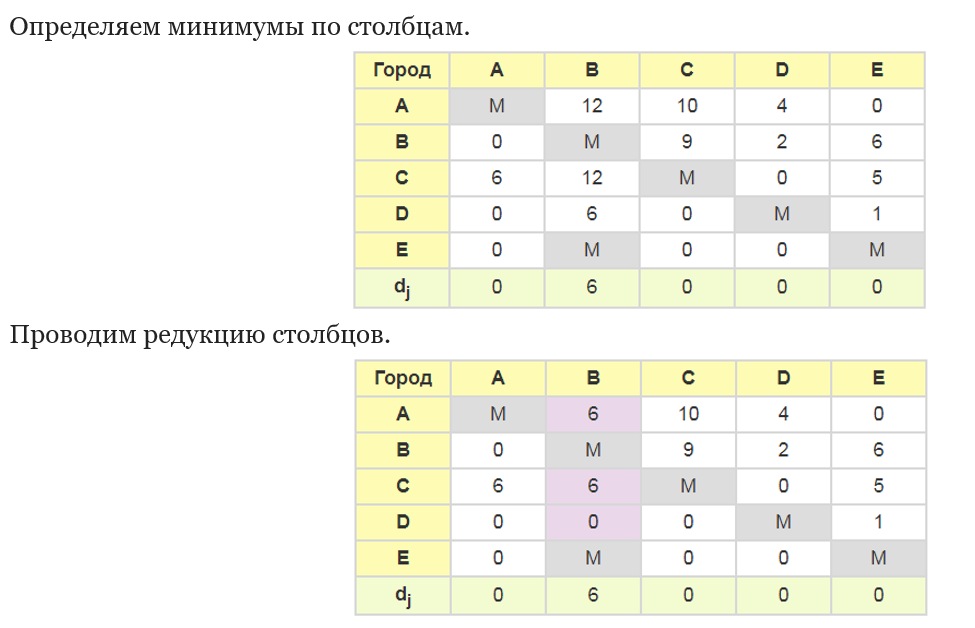 Определяем минимумы по столбцам.
Город A B C D E
A M 12 10 4 0
B 0 M 9 2 6
C 6 12 M 0 5
D 0 6 0 M 1
E 0 M 0 0 M
dj 0 6 0 0 0
Проводим редукцию столбцов.
Город A B C D E
A M 6 10 4 0
B 0 M 9 2 6
C 6 6 M 0 5
D 0 0 0 M 1
E 0 M 0 0 M
dj 0 6 0 0 0